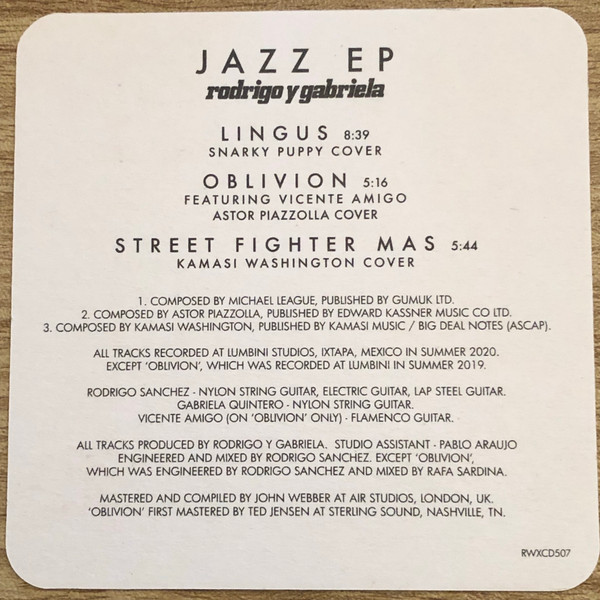 JAZZ EP
rodrigo y gabriela
LINGUS 8:39
SNARKY PUPPY COVER
OBLIVION 5:16
FEATURING VICENTE AMIGO
ASTOR PIAZZOLLA COVER
STREET FIGHTER MAS 5:44
KAMASI WASHINGTON COVER
1. COMPOSED BY MICHAEL LEAGUE, PUBLISHED BY GUMUK LTD.
2. COMPOSED BY ASTOR PIAZZOLLA, PUBLISHED BY EDWARD KASSNER MUSIC CO LTD.
3. COMPOSED BY KAMASI WASHINGTON, PUBLISHED BY KAMASI MUSIC / BIG DEAL NOTES (ASCAP).
ALL TRACKS RECORDED AT LUMBINI STUDIOS, IXTAPA, MEXICO IN SUMMER 2020.
EXCEPT 'OBLIVION', WHICH WAS RECORDED AT LUMBINI IN SUMMER 2019.
RODRIGO SANCHEZ - NYLON STRING GUITAR, ELECTRIC GUITAR, LAP STEEL GUITAR.
GABRIELA QUINTERO - NYLON STRING GUITAR.
VICENTE AMIGO (ON 'OBLIVION' ONLY) - FLAMENCO GUITAR.
ALL TRACKS PRODUCED BY RODRIGO Y GABRIELA. STUDIO ASSISTANT - PABLO ARAUJO
ENGINEERED AND MIXED BY RODRIGO SANCHEZ. EXCEPT 'OBLIVION',
WHICH WAS ENGINEERED BY RODRIGO SANCHEZ AND MIXED BY RAFA SARDINA.
MASTERED AND COMPILED BY JOHN WEBBER AT AIR STUDIOS, LONDON, UK.
'OBLIVION' FIRST MASTERED BY TED JENSEN AT STERLING SOUND, NASHVILLE, TN.
RWXCD507